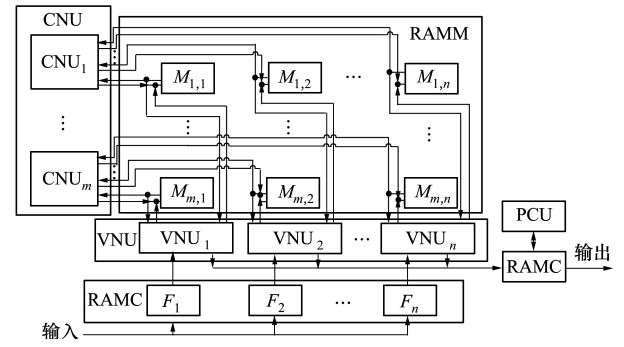 CNU
RAMM
CNU1
M1,1
M1,2
...
M1,n
⋮
⋮
⋮
CNUm
Mm,1
Mm,2
Mm,n
VNU
VNU1
VNU2
...
VNUn
PCU
RAMC
输出
RAMC
F1
F2
...
Fn
输入